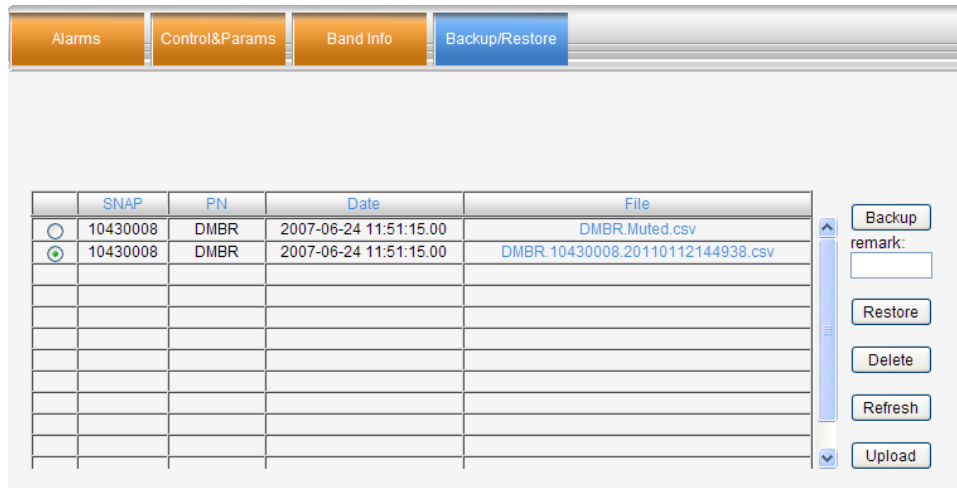 Alarms Control&Params Band Info Backup/Restore
SNAP PN Date File
10430008 DMBR 2007-06-24 11:51:15.00 DMBR.Muted.csv
10430008 DMBR 2007-06-24 11:51:15.00 DMBR.10430008.20110112144938.csv
Backup
remark:
Restore
Delete
Refresh
Upload